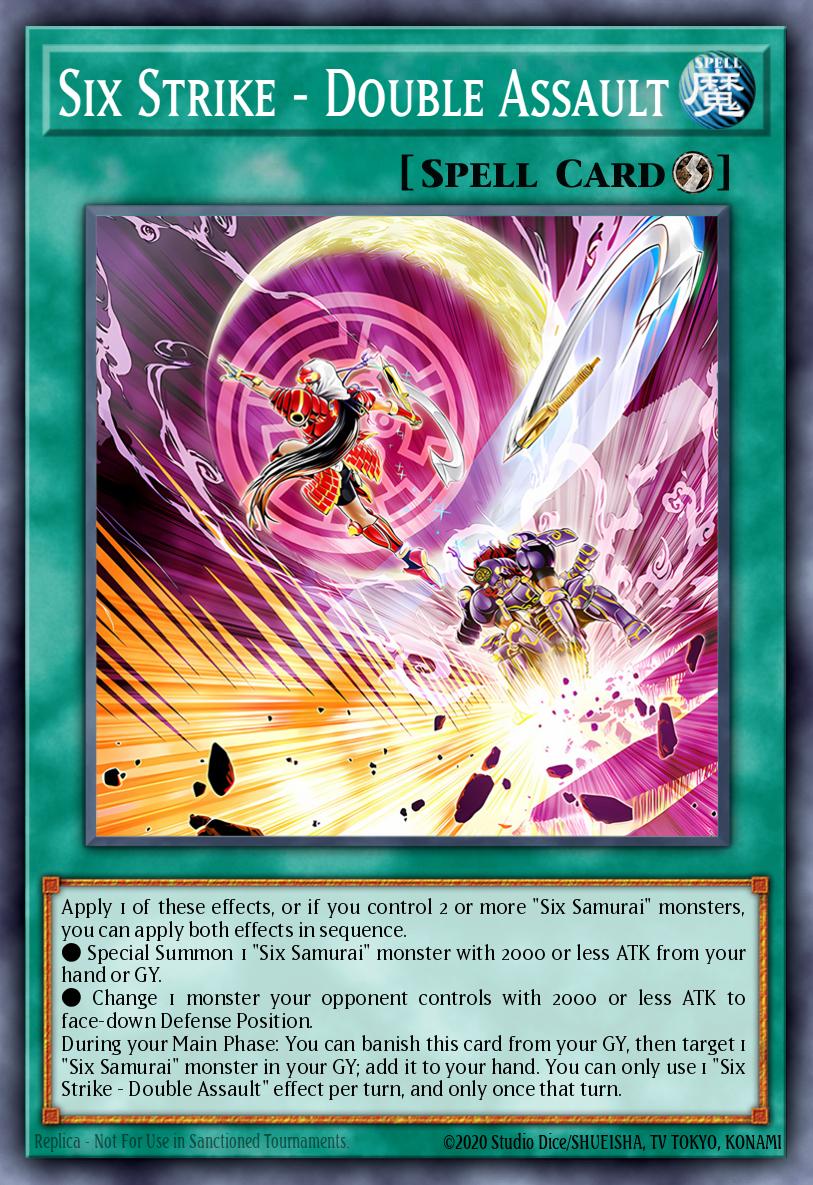 Six Strike - Double Assault
SPELL
魔
[Spell Card]
Apply 1 of these effects, or if you control 2 or more "Six Samurai" monsters,
you can apply both effects in sequence.
● Special Summon 1 "Six Samurai" monster with 2000 or less ATK from your
hand or GY.
● Change 1 monster your opponent controls with 2000 or less ATK to
face-down Defense Position.
During your Main Phase: You can banish this card from your GY, then target 1
"Six Samurai" monster in your GY; add it to your hand. You can only use 1 "Six
Strike - Double Assault" effect per turn, and only once that turn.
Replica - Not For Use in Sanctioned Tournaments.
©2020 Studio Dice/SHUEISHA, TV TOKYO, KONAMI